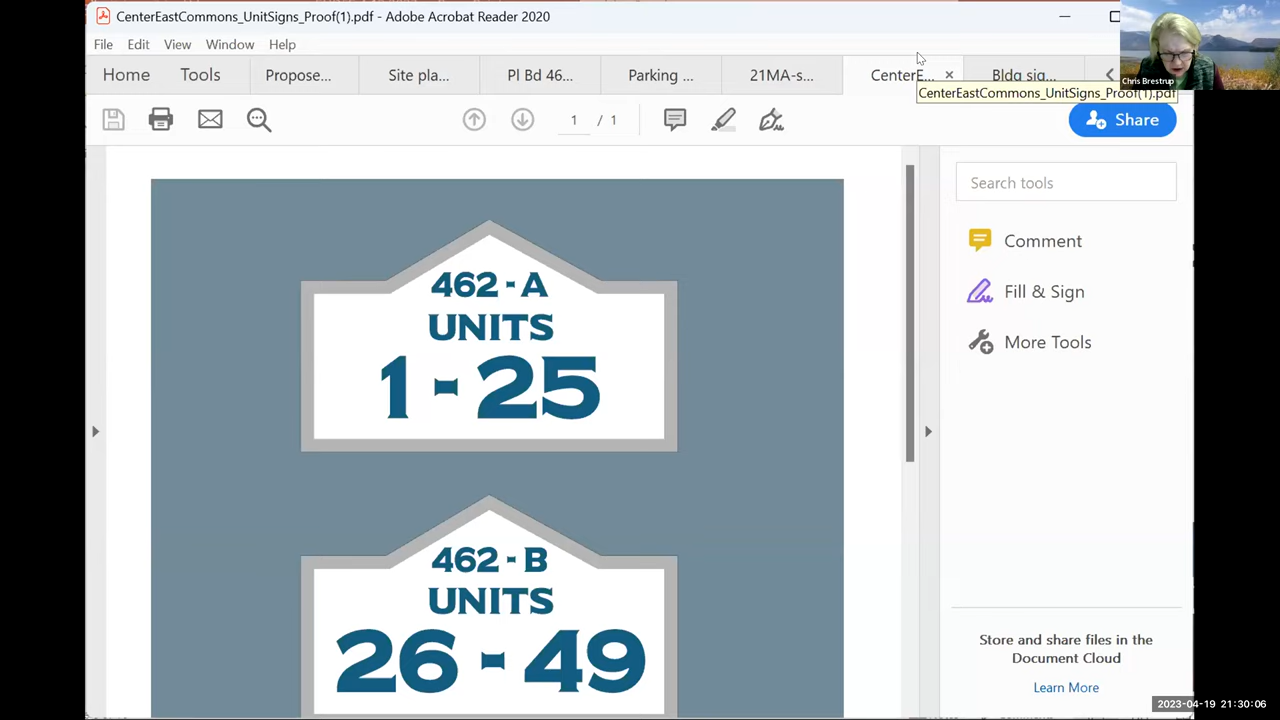 CenterEastCommons_UnitSigns_Proof(1).pdf - Adobe Acrobat Reader 2020
File Edit View Window Help
Home Tools Propose... Site pla... Pl Bd 46... Parking ... 21MA-s... CenterE... Bldg sig...
CenterEastCommons_UnitSigns_Proof(1).pdf
Chris Brestrup
1 / 1
Share
Search tools
Comment
Fill & Sign
More Tools
462 - A
UNITS
1 - 25
462 - B
UNITS
26 - 49
Store and share files in the
Document Cloud
Learn More
2023-04-19 21:30:06